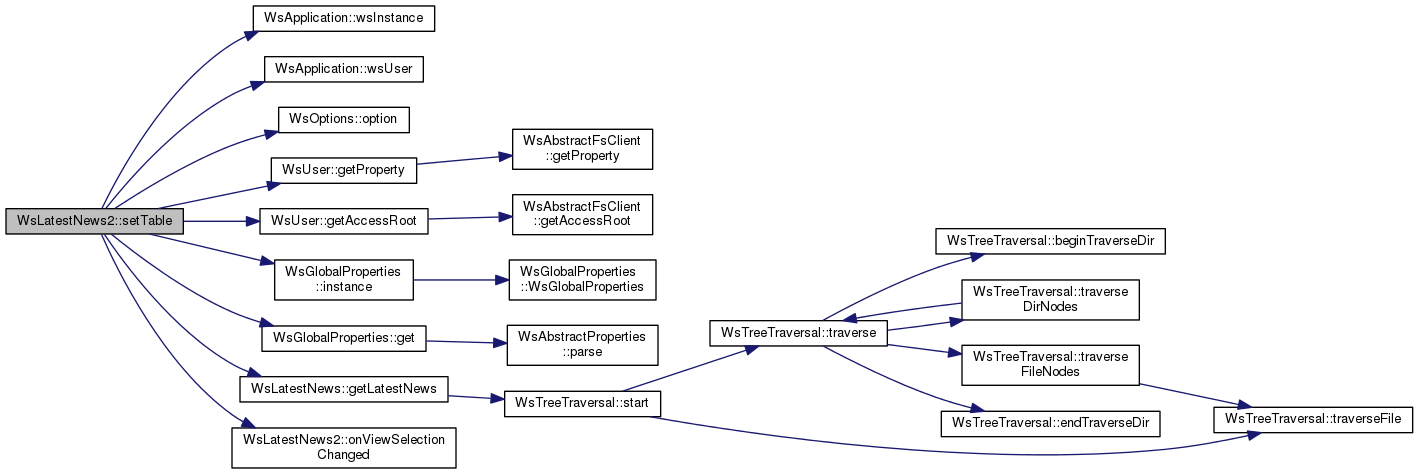 WsApplication::wsInstance
WsApplication::wsUser
WsOptions::option
WsUser::getProperty
WsAbstractFsClient
::getProperty
WsLatestNews2::setTable
WsUser::getAccessRoot
WsAbstractFsClient
::getAccessRoot
WsGlobalProperties
::instance
WsGlobalProperties
::WsGlobalProperties
WsGlobalProperties::get
WsAbstractProperties
::parse
WsLatestNews::getLatestNews
WsTreeTraversal::start
WsLatestNews2::onViewSelection
Changed
WsTreeTraversal::traverse
WsTreeTraversal::beginTraverseDir
WsTreeTraversal::traverse
DirNodes
WsTreeTraversal::traverse
FileNodes
WsTreeTraversal::endTraverseDir
WsTreeTraversal::traverseFile